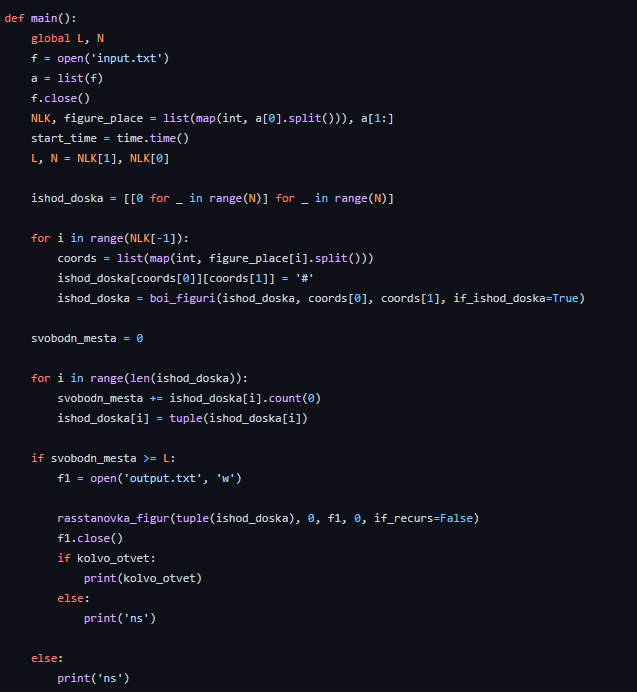 def main():
    global L, N
    f = open('input.txt')
    a = list(f)
    f.close()
    NLK, figure_place = list(map(int, a[0].split())), a[1:]
    start_time = time.time()
    L, N = NLK[1], NLK[0]

    ishod_doska = [[0 for _ in range(N)] for _ in range(N)]

    for i in range(NLK[-1]):
        coords = list(map(int, figure_place[i].split()))
        ishod_doska[coords[0]][coords[1]] = '#'
        ishod_doska = boi_figuri(ishod_doska, coords[0], coords[1], if_ishod_doska=True)

    svobodn_mesta = 0

    for i in range(len(ishod_doska)):
        svobodn_mesta += ishod_doska[i].count(0)
        ishod_doska[i] = tuple(ishod_doska[i])

    if svobodn_mesta >= L:
        f1 = open('output.txt', 'w')

        rasstanovka_figur(tuple(ishod_doska), 0, f1, 0, if_recurs=False)
        f1.close()
        if kolvo_otvet:
            print(kolvo_otvet)
        else:
            print('ns')

    else:
        print('ns')